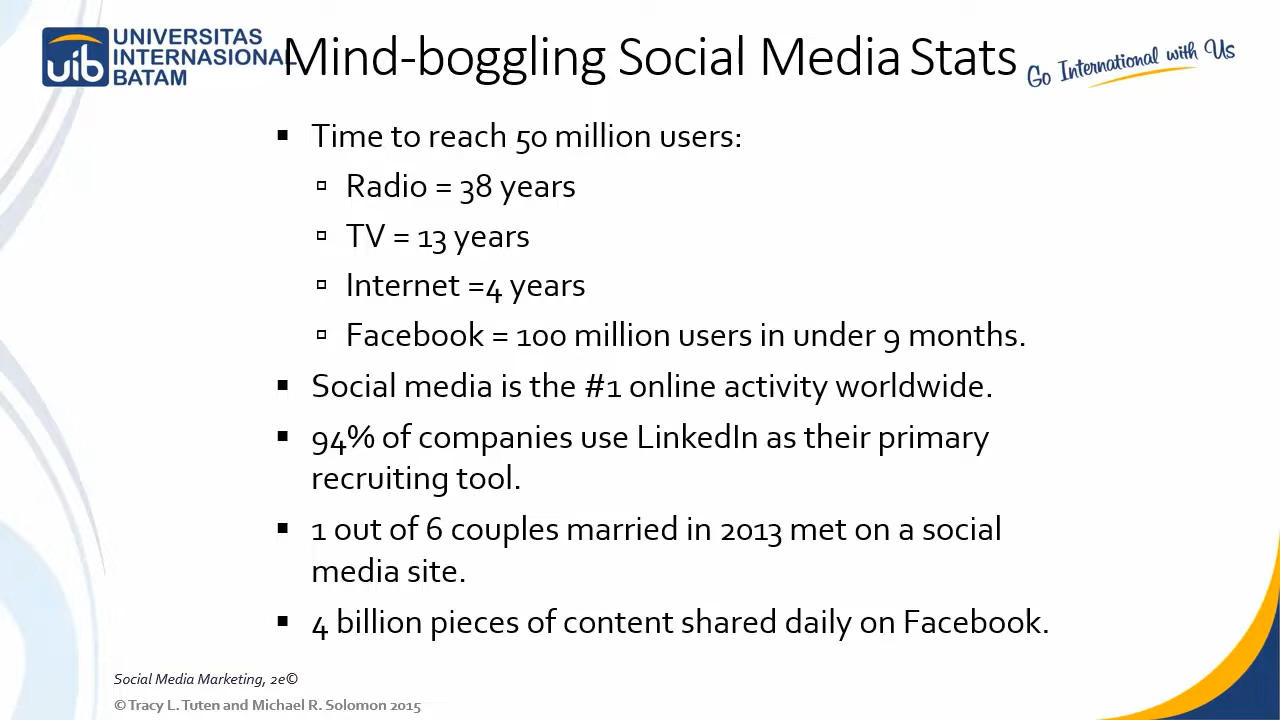 UNIVERSITAS
INTERNASIONAL
BATAM
uib
Mind-boggling Social Media Stats
Go International with Us
▪ Time to reach 50 million users:
▫ Radio = 38 years
▫ TV = 13 years
▫ Internet =4 years
▫ Facebook = 100 million users in under 9 months.
▪ Social media is the #1 online activity worldwide.
▪ 94% of companies use LinkedIn as their primary
recruiting tool.
▪ 1 out of 6 couples married in 2013 met on a social
media site.
▪ 4 billion pieces of content shared daily on Facebook.
Social Media Marketing, 2e©
© Tracy L. Tuten and Michael R. Solomon 2015